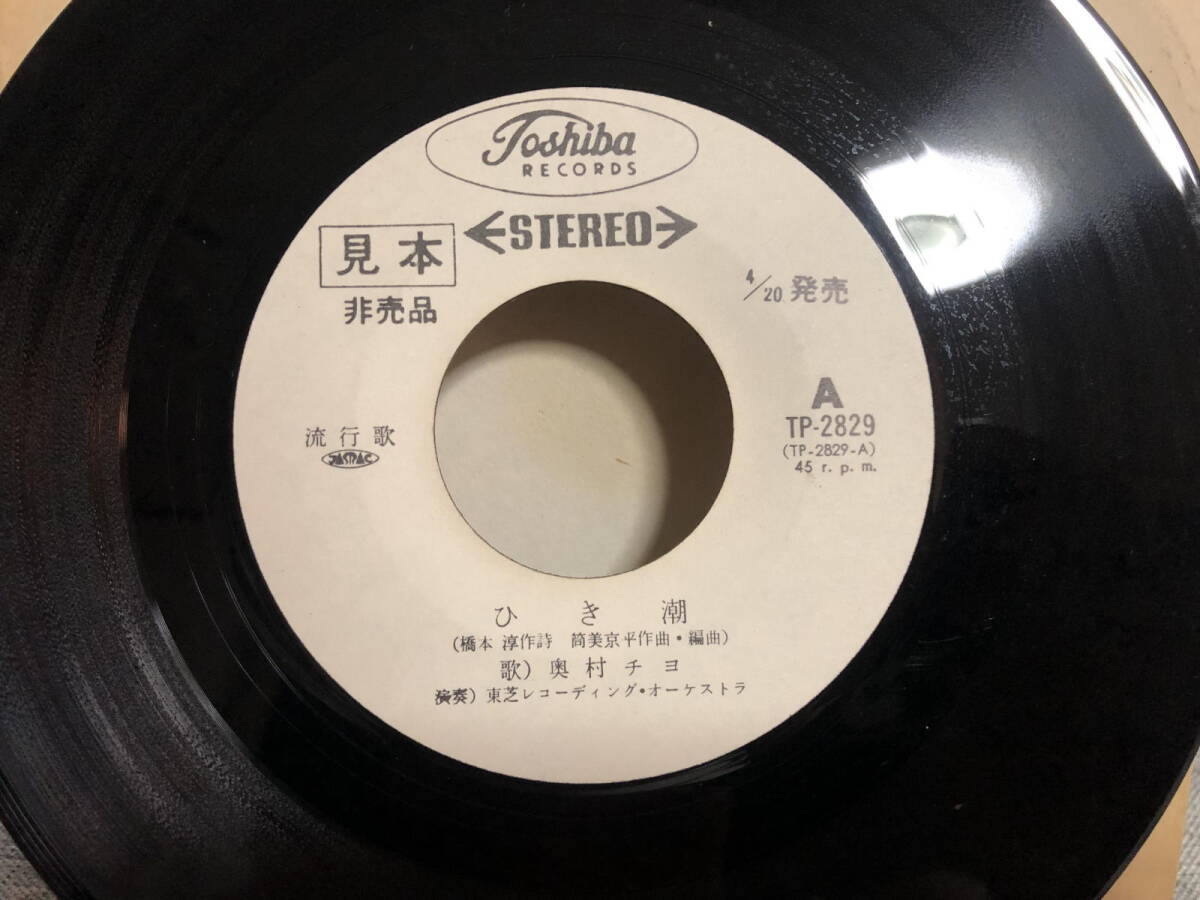 Toshiba
RECORDS
STEREO
見本
非売品
4/20 発売
A
TP-2829
(TP-2829-A)
45 r. p. m.
流行歌
JASRAC
ひき潮
(橋本 淳作詩 筒美京平作曲・編曲)
歌) 奥村チヨ
演奏) 東芝レコーディング・オーケストラ